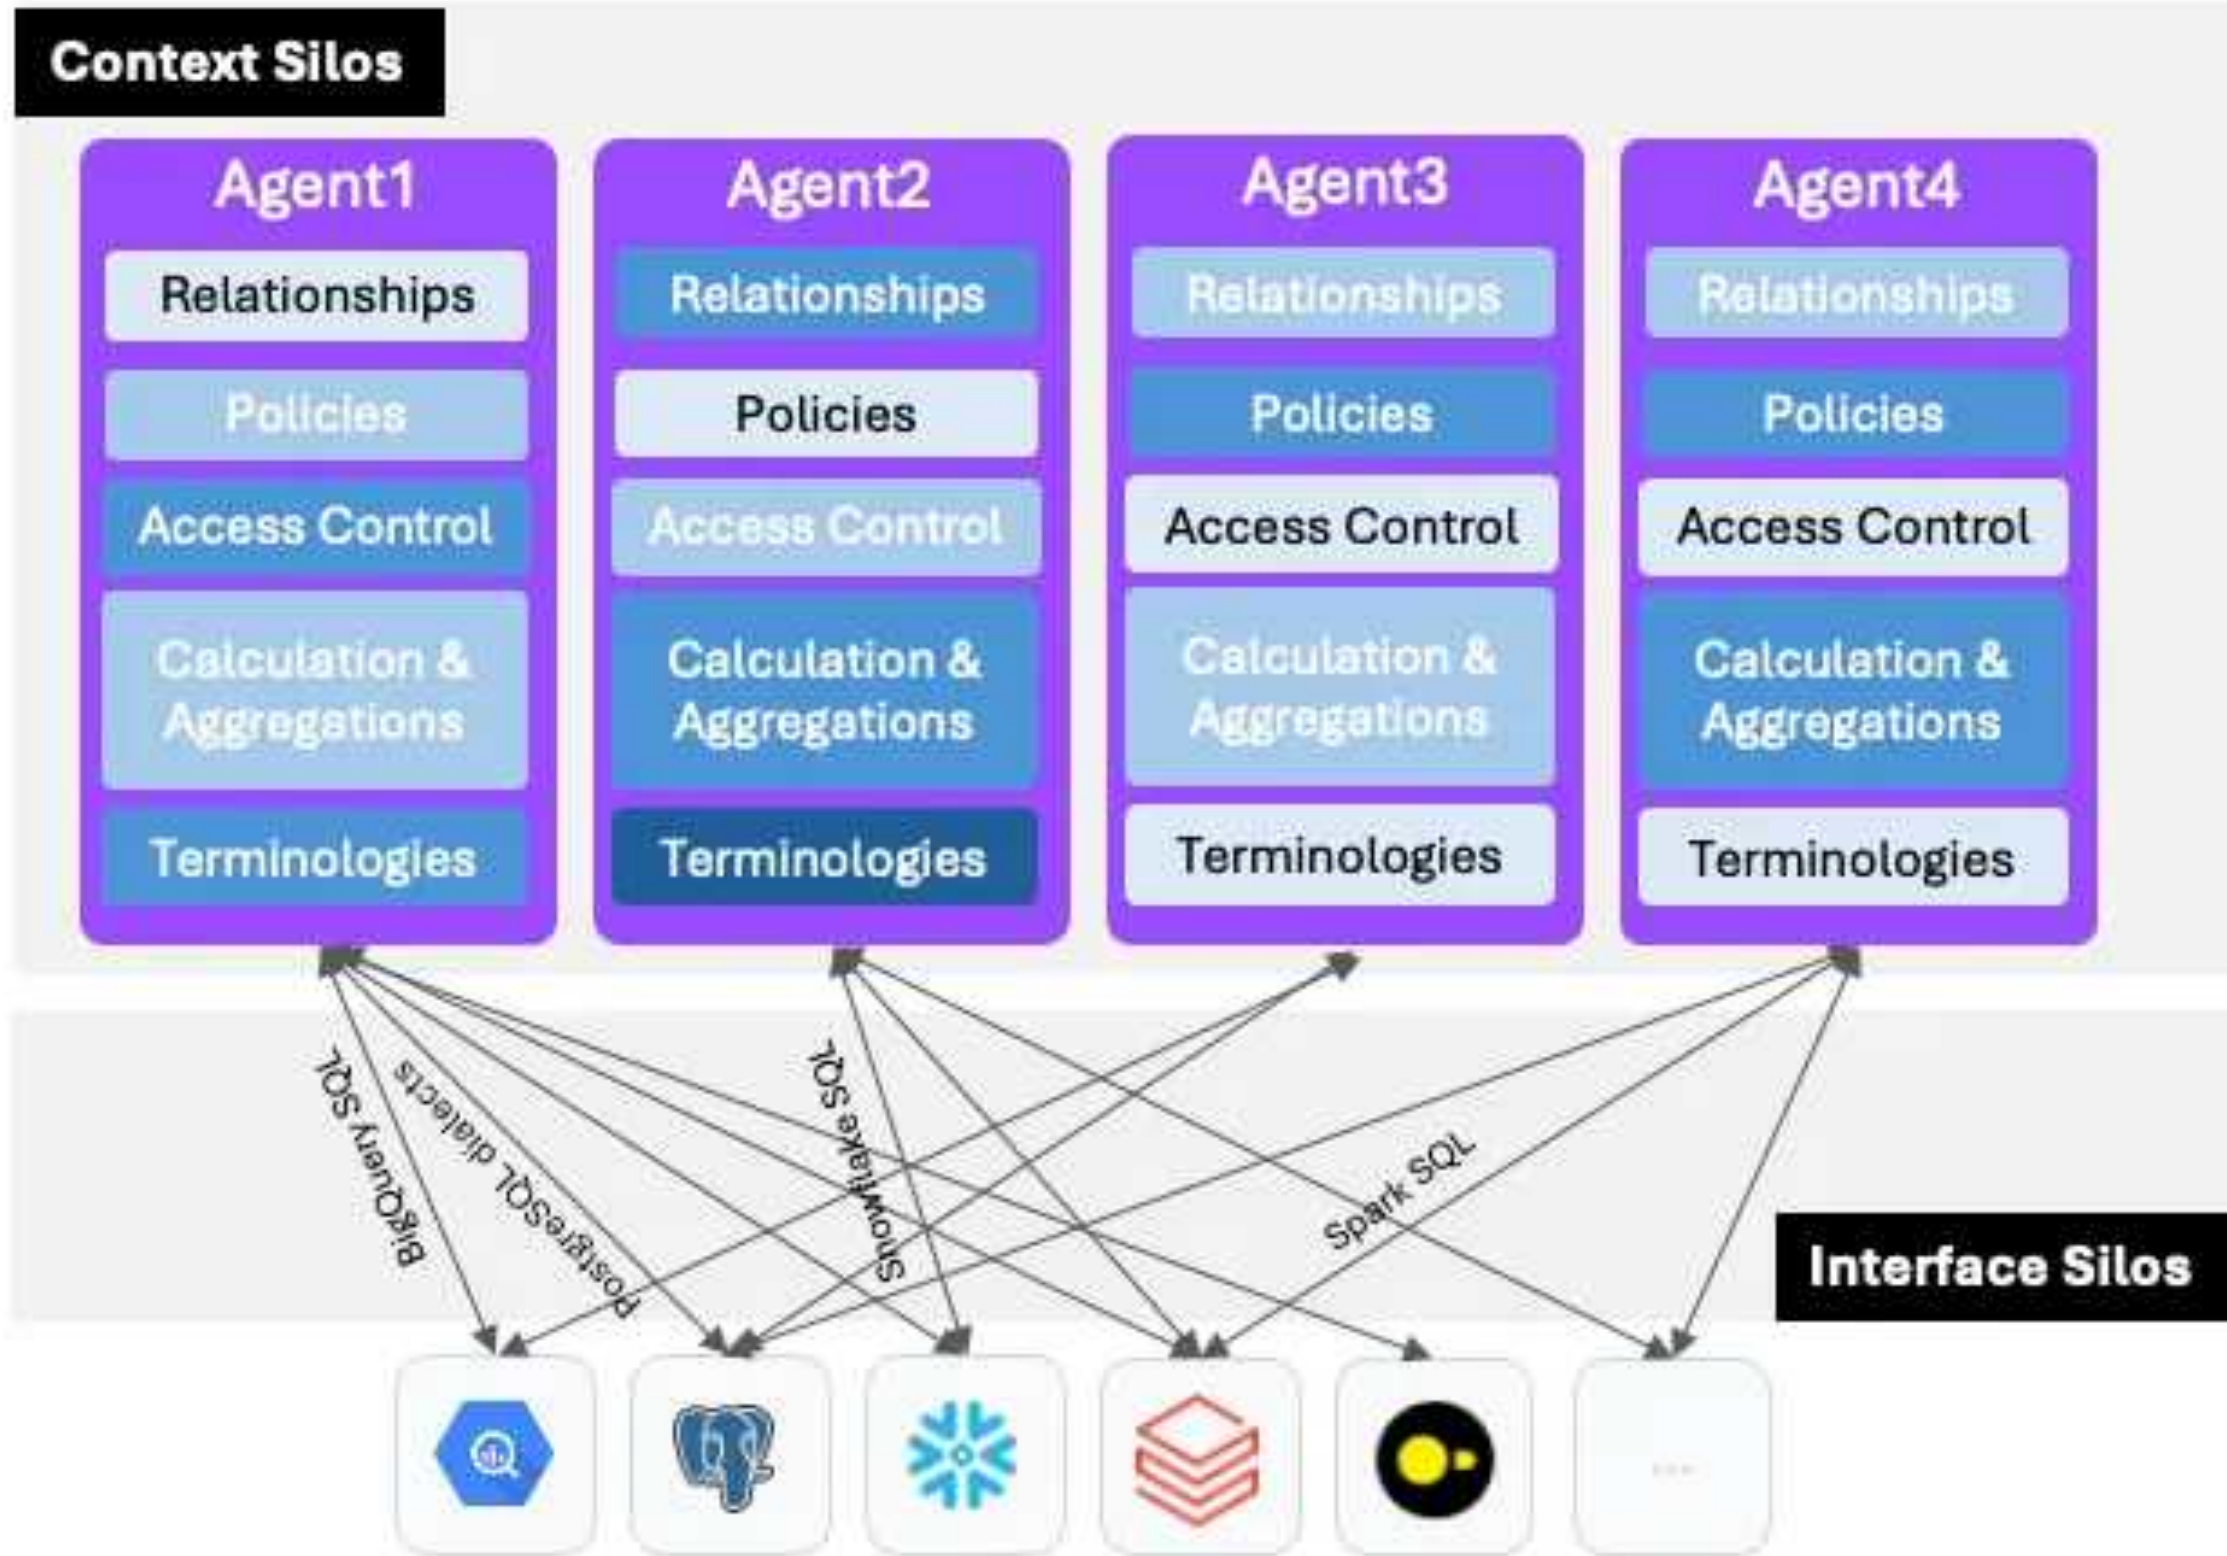 Context Silos
Agent1
Relationships
Policies
Access Control
Calculation &
Aggregations
Terminologies
Agent2
Relationships
Policies
Access Control
Calculation &
Aggregations
Terminologies
Agent3
Relationships
Policies
Access Control
Calculation &
Aggregations
Terminologies
Agent4
Relationships
Policies
Access Control
Calculation &
Aggregations
Terminologies
BigQuery SQL
PostgreSQL dialects
Snowflake SQL
Spark SQL
Interface Silos
...